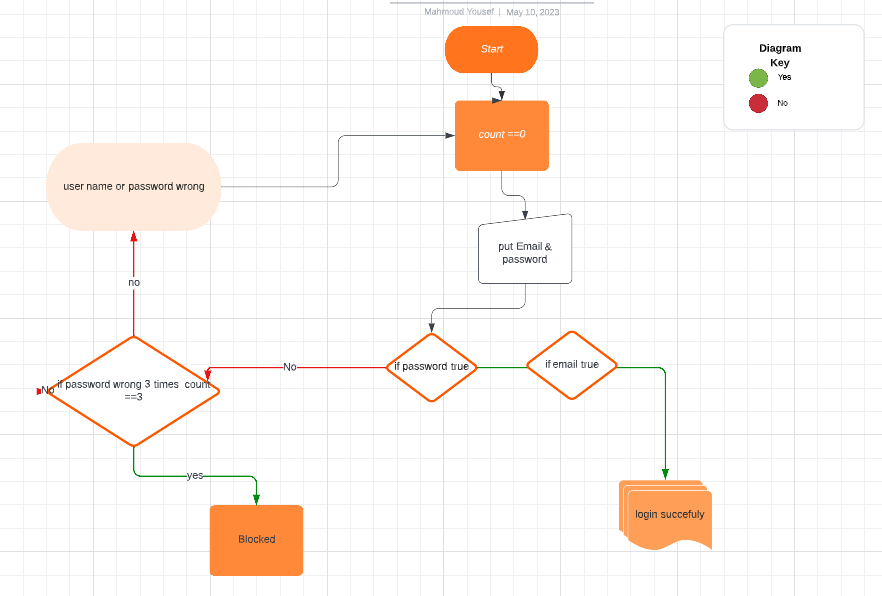 Mahmoud Yousef | May 10, 2023
Start
Diagram
Key
Yes
No
count ==0
user name or password wrong
put Email &
password
no
if password true
if email true
No
No
if password wrong 3 times count
==3
yes
Blocked
login succefuly